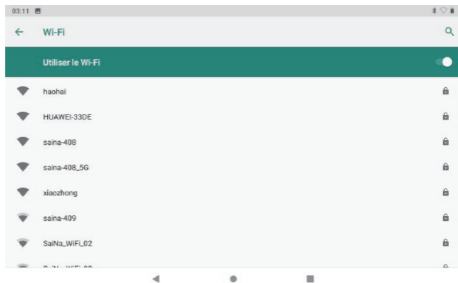 03:11
Wi-Fi
Utiliser le Wi-Fi
haohai
HUAWEI-33DE
saina-408
saina-408_5G
xiaozhong
saina-409
SaiNa_WiFi_02